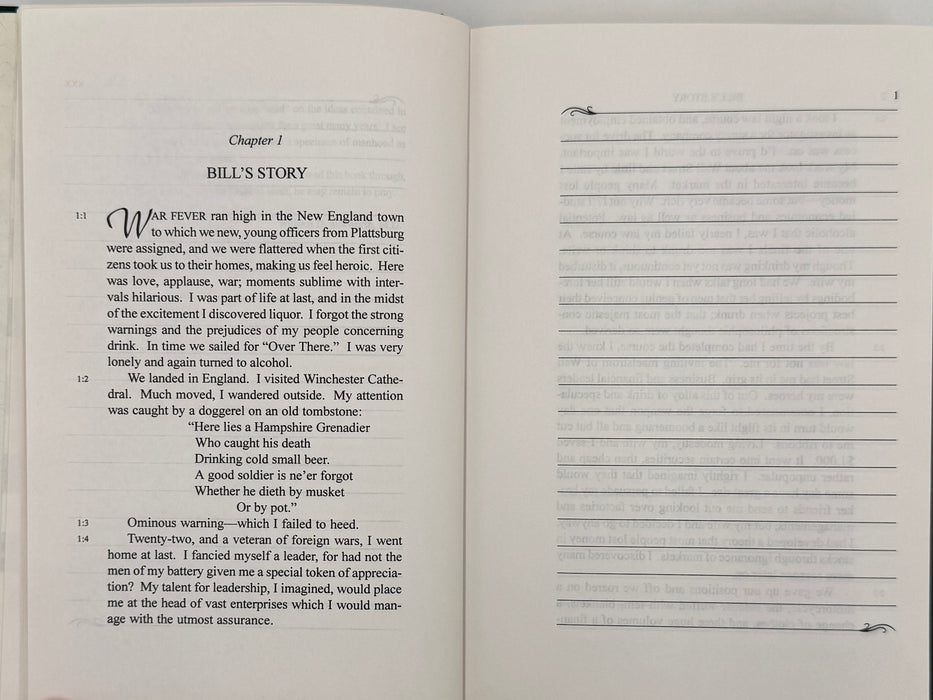 Chapter 1
BILL'S STORY
1:1 WAR FEVER ran high in the New England town
to which we new, young officers from Plattsburg
were assigned, and we were flattered when the first citi-
zens took us to their homes, making us feel heroic. Here
was love, applause, war; moments sublime with inter-
vals hilarious. I was part of life at last, and in the midst
of the excitement I discovered liquor. I forgot the strong
warnings and the prejudices of my people concerning
drink. In time we sailed for “Over There.” I was very
lonely and again turned to alcohol.
1:2 We landed in England. I visited Winchester Cathe-
dral. Much moved, I wandered outside. My attention
was caught by a doggerel on an old tombstone:
“Here lies a Hampshire Grenadier
Who caught his death
Drinking cold small beer.
A good soldier is ne'er forgot
Whether he dieth by musket
Or by pot.”
1:3 Ominous warning—which I failed to heed.
1:4 Twenty-two, and a veteran of foreign wars, I went
home at last. I fancied myself a leader, for had not the
men of my battery given me a special token of apprecia-
tion? My talent for leadership, I imagined, would place
me at the head of vast enterprises which I would man-
age with the utmost assurance.
1